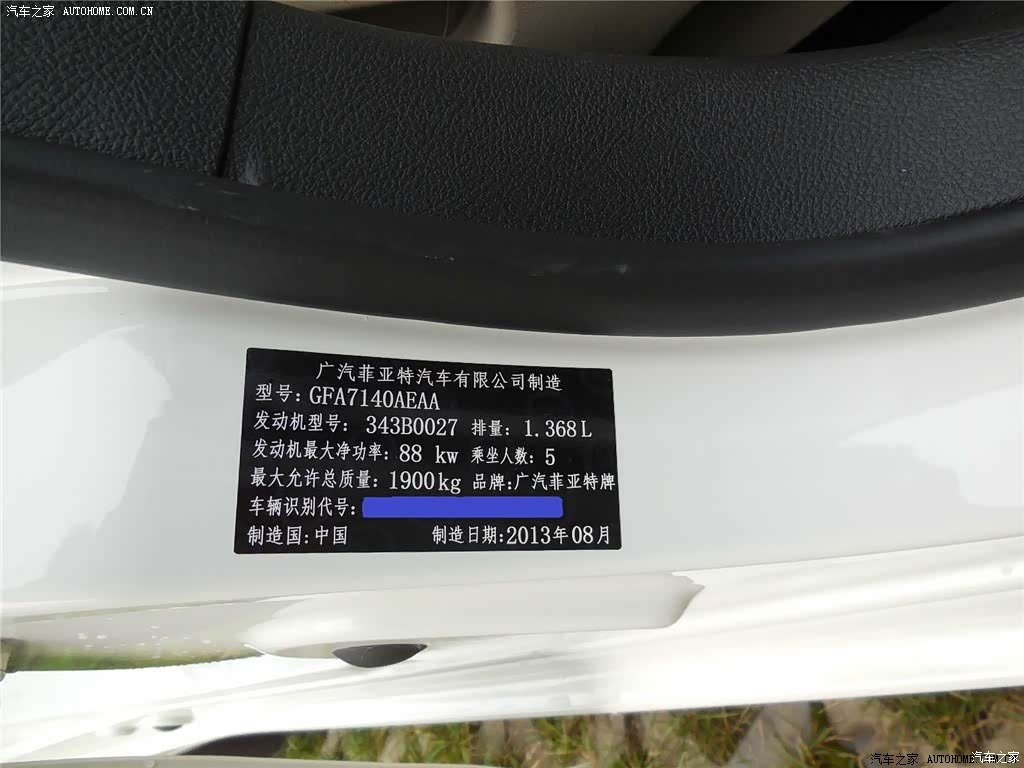 汽车之家 AUTOHOME.COM.CN
广汽菲亚特汽车有限公司制造
型号：GFA7140AEAA
发动机型号：343B0027 排量：1.368L
发动机最大净功率：88 kw 乘坐人数：5
最大允许总质量：1900kg 品牌：广汽菲亚特牌
车辆识别代号：
制造国：中国 制造日期：2013年08月
汽车之家 AUTOHOME.COM.CN
汽车之家